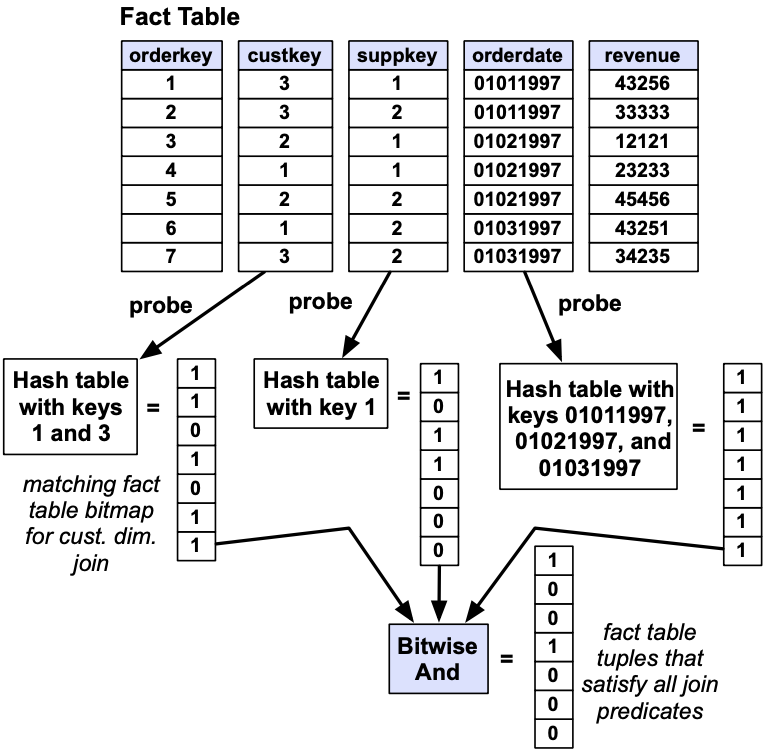 Fact Table
orderkey custkey suppkey orderdate revenue
1 3 1 01011997 43256
2 3 2 01011997 33333
3 2 1 01021997 12121
4 1 1 01021997 23233
5 2 2 01021997 45456
6 1 2 01031997 43251
7 3 2 01031997 34235
probe
probe
probe
Hash table
with keys
1 and 3
=
1
1
0
1
0
1
1
matching fact
table bitmap
for cust. dim.
join
Hash table
with key 1
=
1
0
1
1
0
0
0
Hash table with
keys 01011997,
01021997, and
01031997
=
1
1
1
1
1
1
1
Bitwise
And
=
1
0
0
1
0
0
0
fact table
tuples that
satisfy all join
predicates